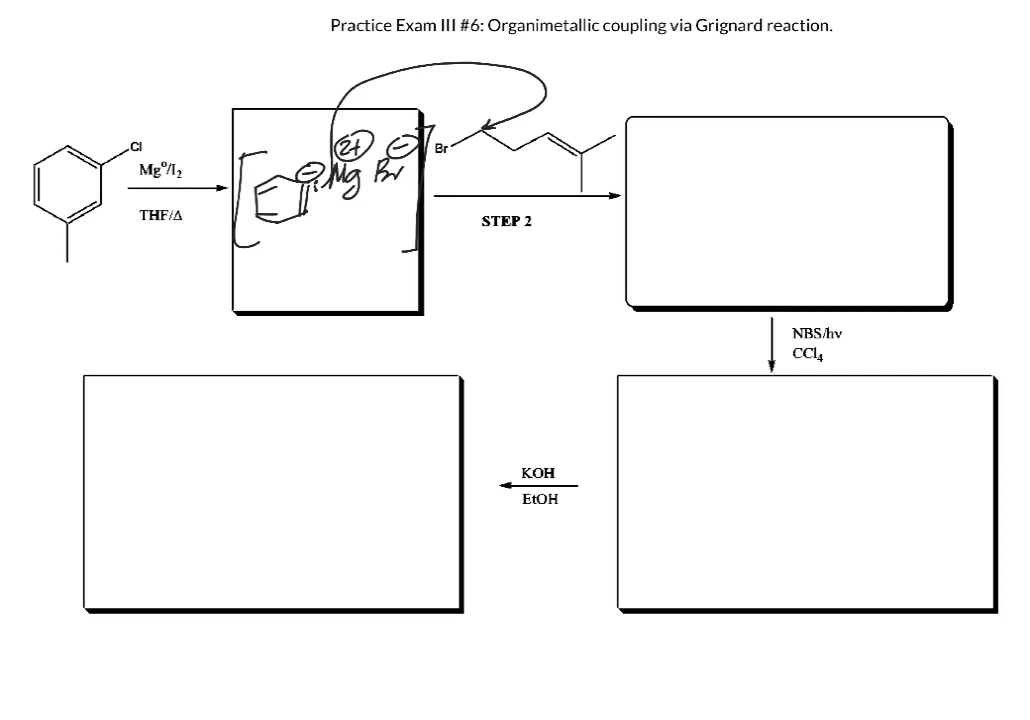 Practice Exam III #6: Organimetallic coupling via Grignard reaction.
Cl
Mg⁰/I₂
THF/Δ
[ ⊖: Mg 2+ Br ⊖ ]
Br
STEP 2
NBS/hv
CCl₄
KOH
EtOH